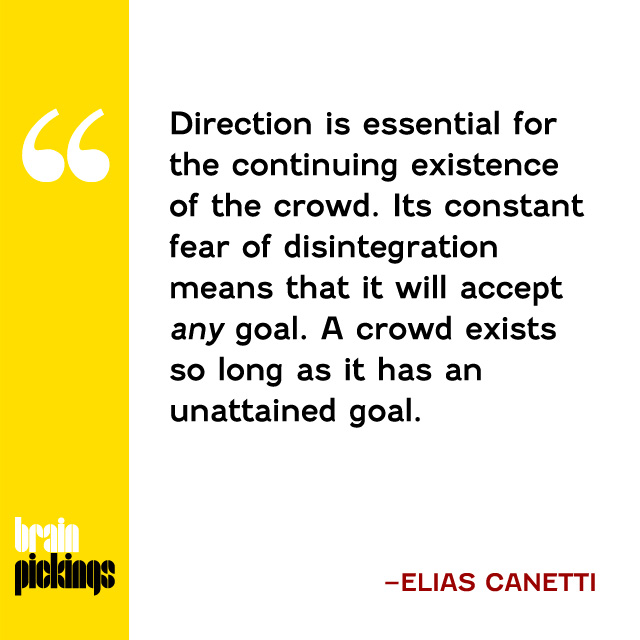 “
Direction is essential for
the continuing existence
of the crowd. Its constant
fear of disintegration
means that it will accept
any goal. A crowd exists
so long as it has an
unattained goal.
brain
pickings
–ELIAS CANETTI